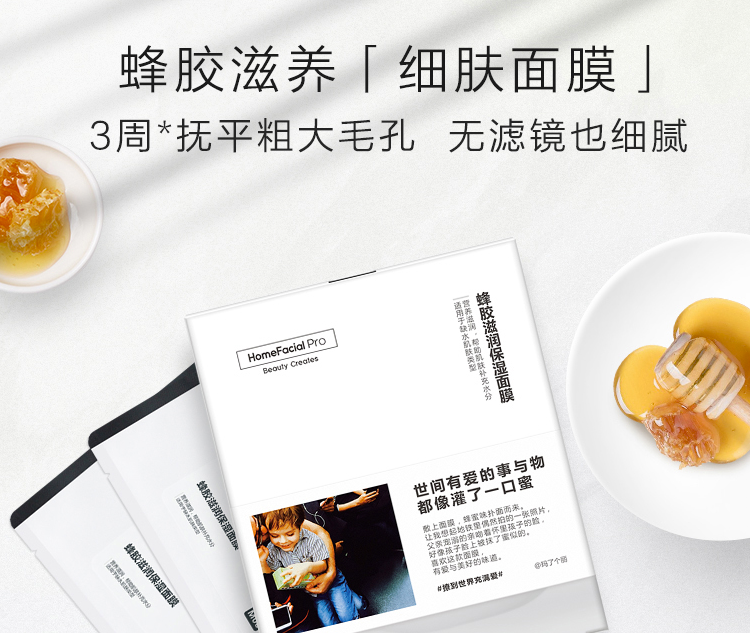 蜂胶滋养「细肤面膜」
3周*抚平粗大毛孔 无滤镜也细腻
HomeFacial Pro
Beauty Creates
蜂胶滋润保湿面膜
营养滋润，帮助肌肤补充水分
适用于缺水肌肤类型
世间有爱的事与物
都像灌了一口蜜
敷上面膜，蜂蜜味扑面而来。
让我想起地铁里偶然拍的一张照片，
父亲宠溺的亲吻着怀里孩子的脸，
好像孩子脸上被抹了蜜似的。
喜欢这款面膜，
有爱与美好的味道。
@码了个丽
#撩到世界充满爱#
蜂胶滋润保湿面膜
蜂胶滋润保湿面膜